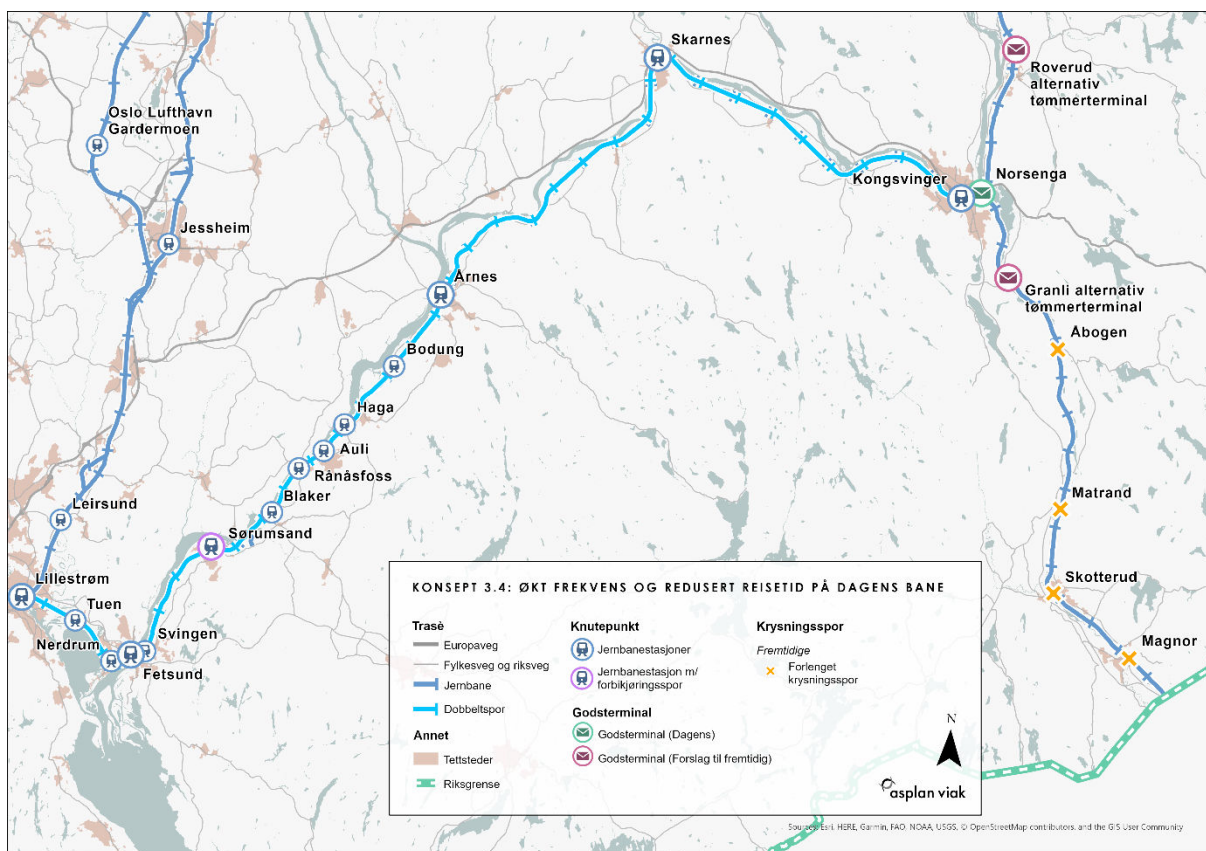 Skarnes
Roverud
alternativ
tømmerterminal
Oslo Lufthavn
Gardermoen
Kongsvinger
Norsenga
Jessheim
Årnes
Granli alternativ
tømmerterminal
Åbogen
Bodung
Haga
Auli
Rånåsfoss
Blaker
Matrand
Leirsund
Sørumsand
Lillestrøm
Tuen
Svingen
Nerdrum
Fetsund
Skotterud
Magnor
KONSEPT 3.4: ØKT FREKVENS OG REDUSERT REISETID PÅ DAGENS BANE
Trasè
Europaveg
Fylkesveg og riksveg
Jernbane
Dobbeltspor
Annet
Tettsteder
Riksgrense
Knutepunkt
Jernbanestasjoner
Jernbanestasjon m/
forbikjøringsspor
Godsterminal
Godsterminal (Dagens)
Godsterminal (Forslag til fremtidig)
Krysningsspor
Fremtidige
Forlenget
krysningsspor
N
asplan viak
Sources: Esri, HERE, Garmin, FAO, NOAA, USGS, © OpenStreetMap contributors, and the GIS User Community